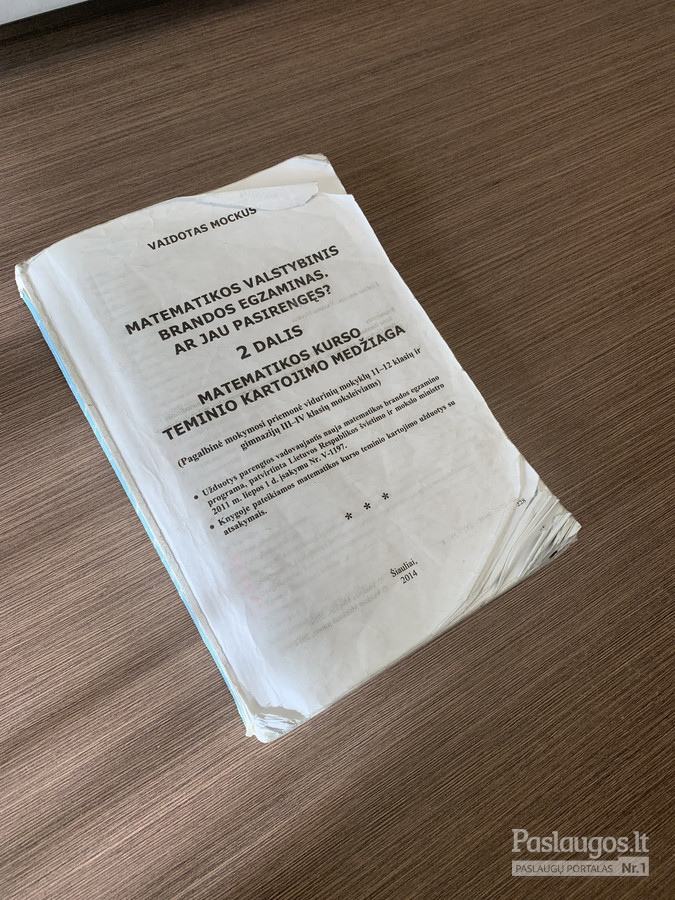 VAIDOTAS MOCKUS
MATEMATIKOS VALSTYBINIS
BRANDOS EGZAMINAS.
AR JAU PASIRENGĘS?
2 DALIS
MATEMATIKOS KURSO
TEMINIO KARTOJIMO MEDŽIAGA
(Pagalbinė mokymosi priemonė vidurinių mokyklų 11–12 klasių ir
gimnazijų III–IV klasių moksleiviams)
• Užduotys parengtos vadovaujantis nauja matematikos brandos egzamino
programa, patvirtinta Lietuvos Respublikos švietimo ir mokslo ministro
2011 m. liepos 1 d. įsakymu Nr. V-1197.
• Knygoje pateikiamos matematikos kurso teminio kartojimo užduotys su
atsakymais.
* * *
228
Šiauliai,
2014
Paslaugos.lt
PASLAUGŲ PORTALAS Nr.1